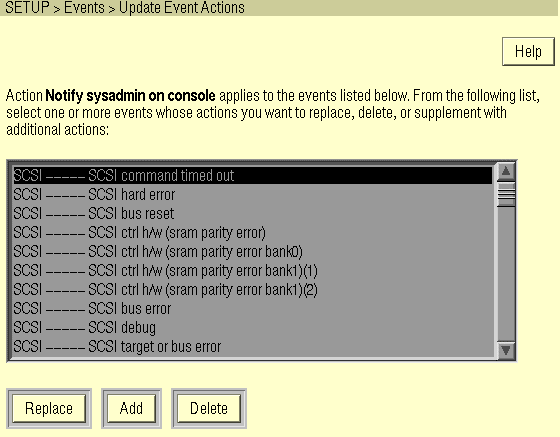 SETUP > Events > Update Event Actions
Help
Action Notify sysadmin on console applies to the events listed below. From the following list,
select one or more events whose actions you want to replace, delete, or supplement with
additional actions:
SCSI ----- SCSI command timed out
SCSI ----- SCSI hard error
SCSI ----- SCSI bus reset
SCSI ----- SCSI ctrl h/w (sram parity error)
SCSI ----- SCSI ctrl h/w (sram parity error bank0)
SCSI ----- SCSI ctrl h/w (sram parity error bank1)(1)
SCSI ----- SCSI ctrl h/w (sram parity error bank1)(2)
SCSI ----- SCSI bus error
SCSI ----- SCSI debug
SCSI ----- SCSI target or bus error
Replace Add Delete